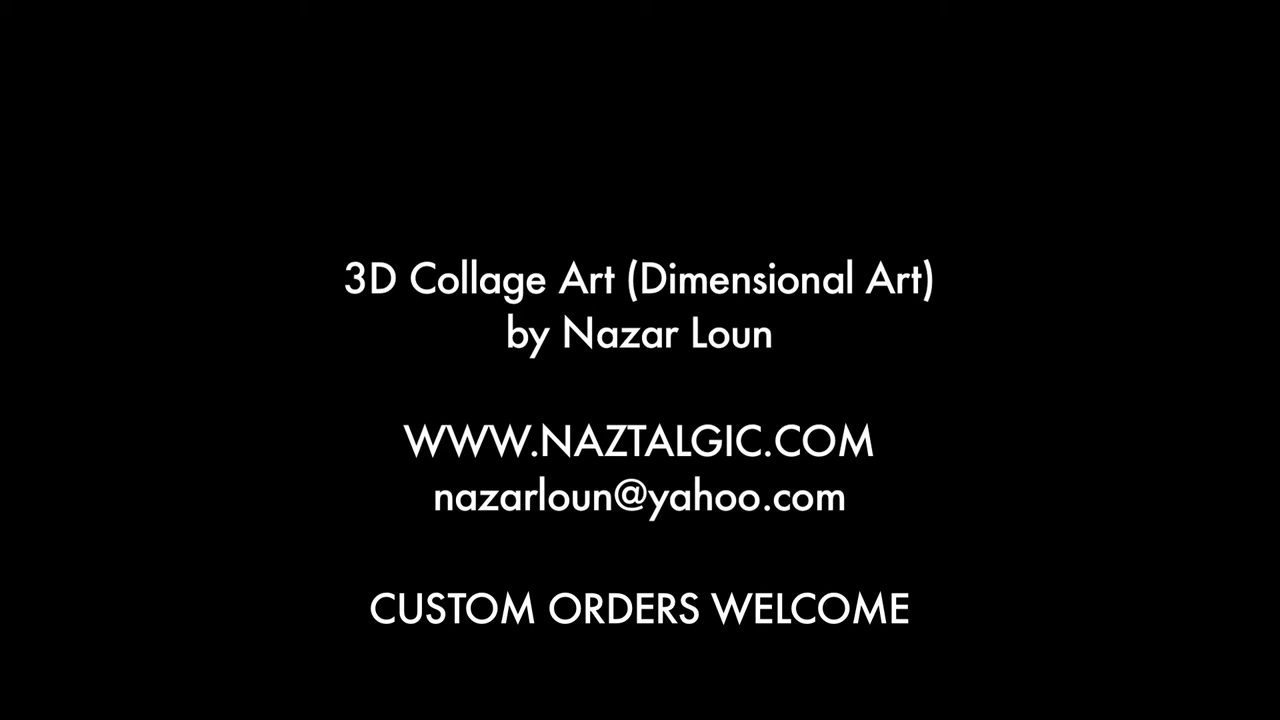 3D Collage Art (Dimensional Art)
by Nazar Loun
WWW.NAZTALGIC.COM
nazarloun@yahoo.com
CUSTOM ORDERS WELCOME